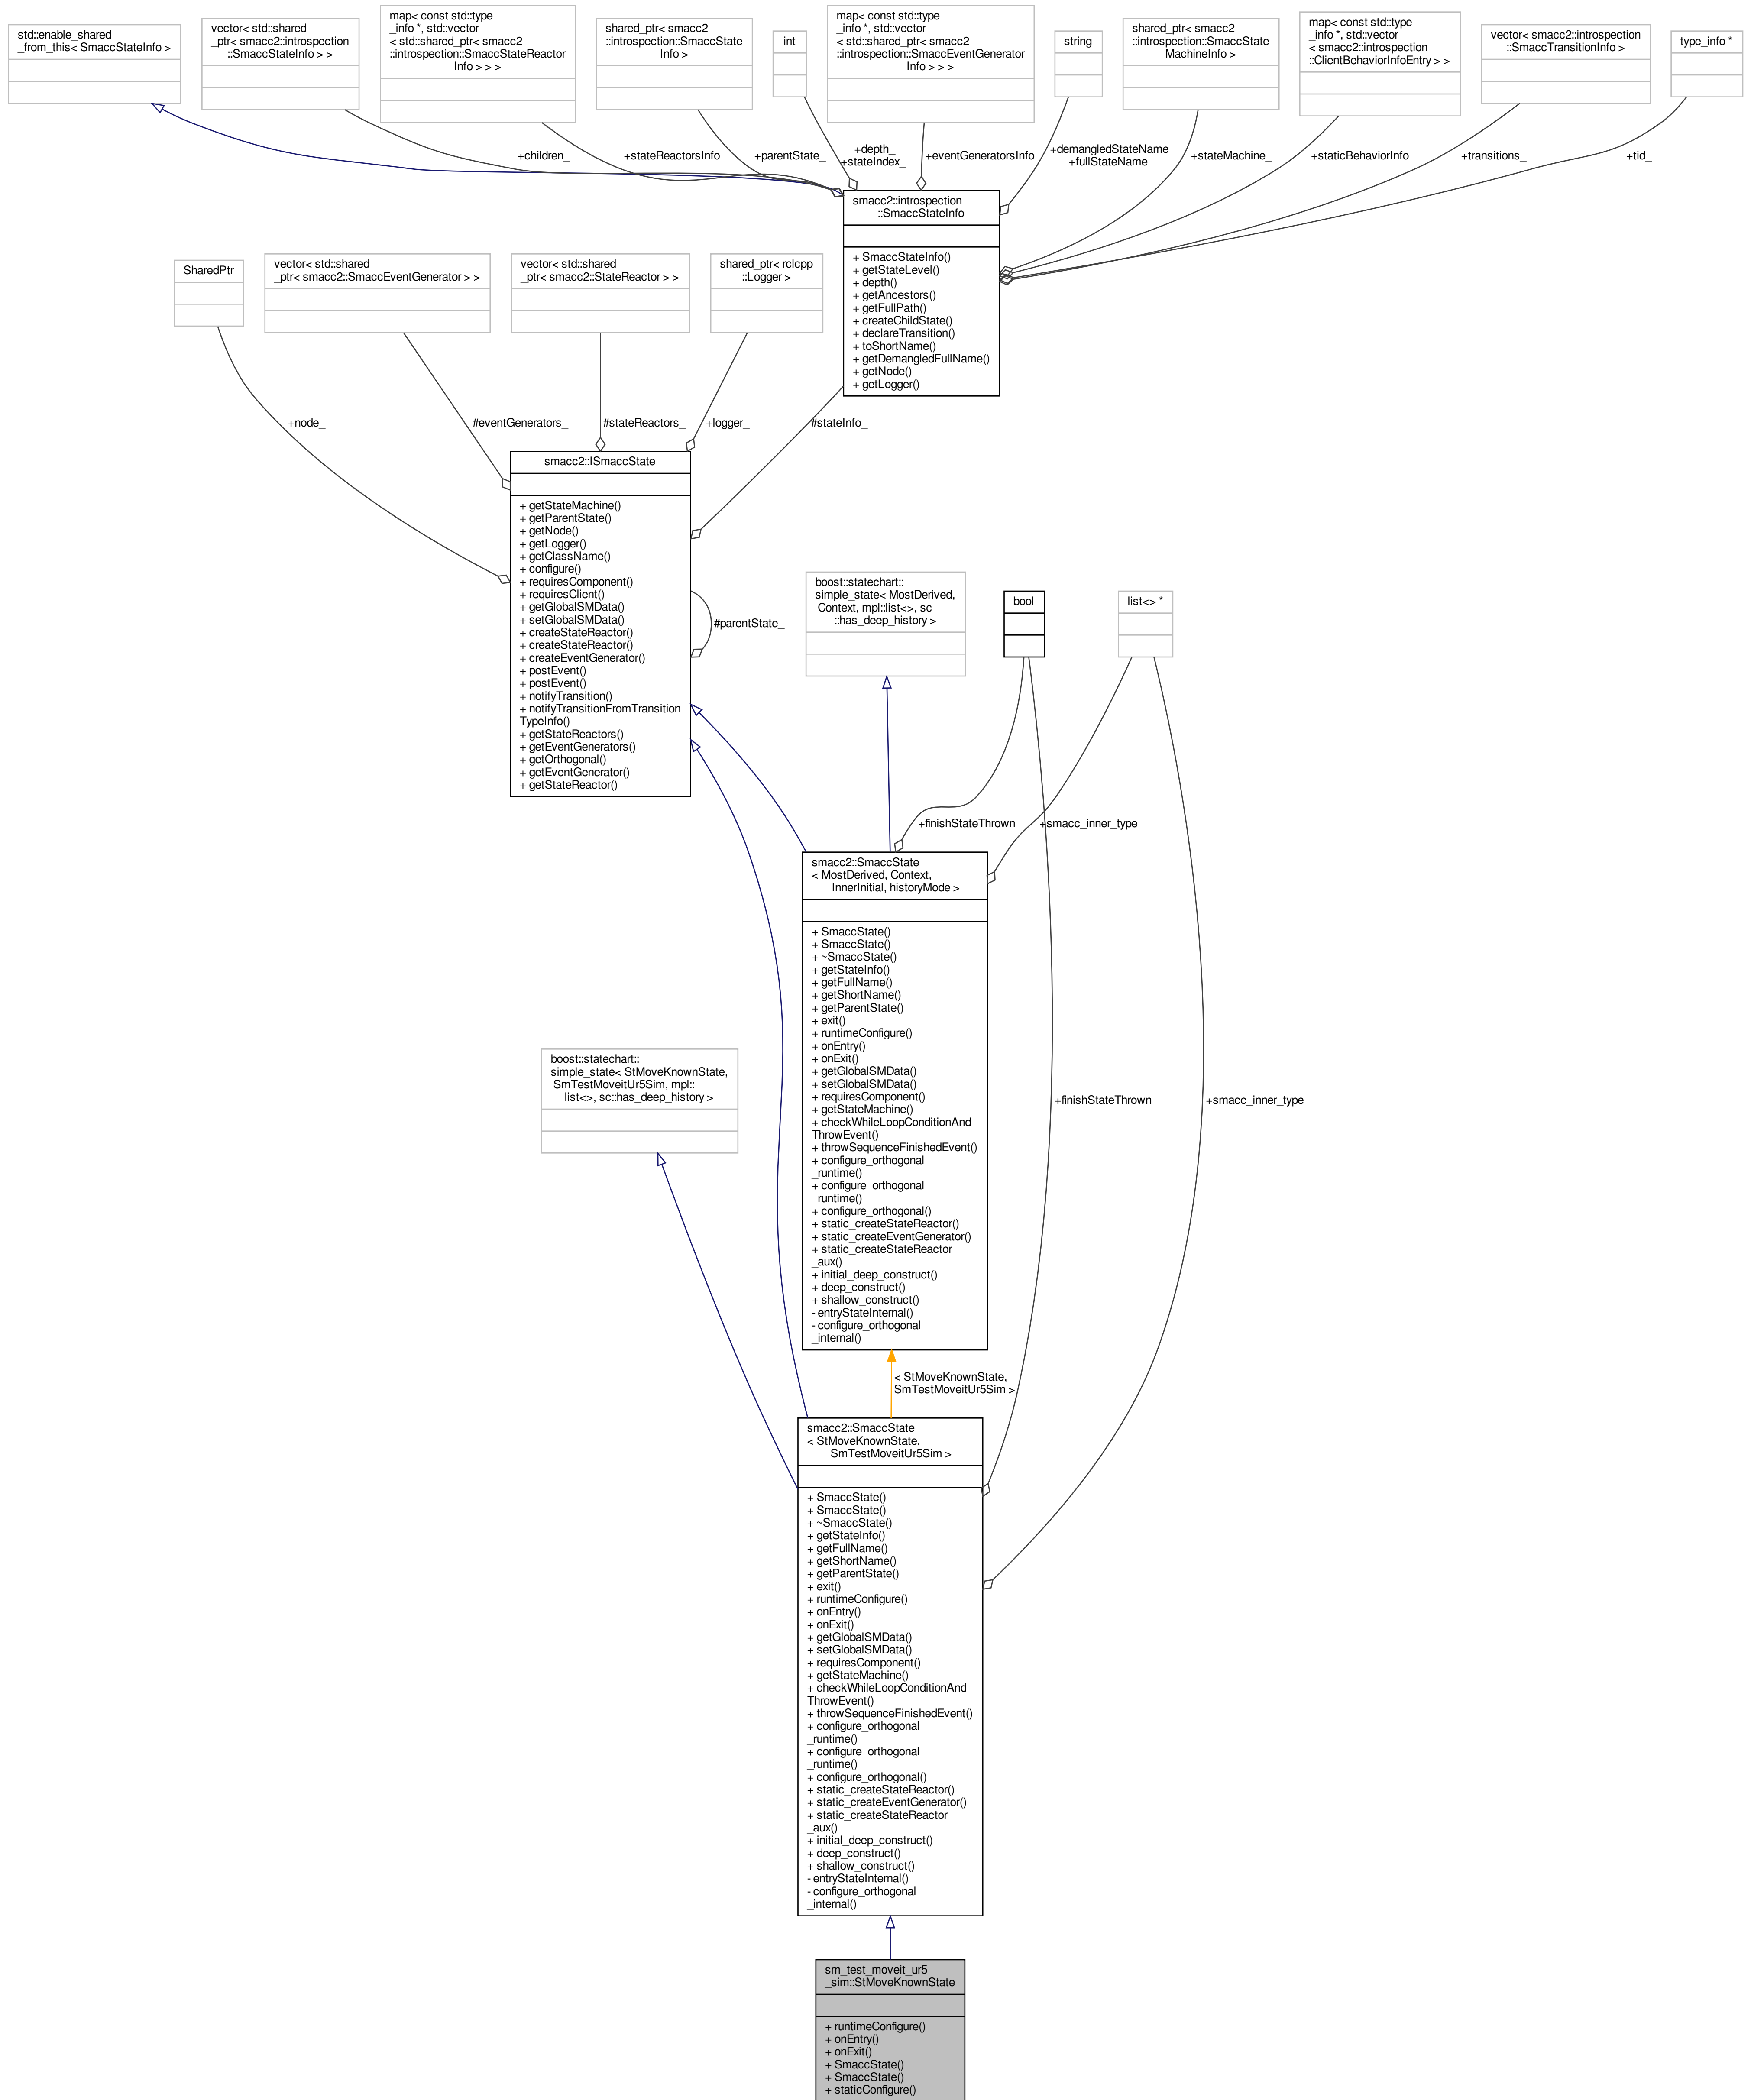 std::enable_shared
_from_this< SmaccStateInfo >
vector< std::shared
_ptr< smacc2::introspection
::SmaccStateInfo > >
map< const std::type
_info *, std::vector
< std::shared_ptr< smacc2
::introspection::SmaccStateReactor
Info > > >
shared_ptr< smacc2
::introspection::SmaccState
Info >
int
map< const std::type
_info *, std::vector
< std::shared_ptr< smacc2
::introspection::SmaccEventGenerator
Info > > >
string
shared_ptr< smacc2
::introspection::SmaccState
MachineInfo >
map< const std::type
_info *, std::vector
< smacc2::introspection
::ClientBehaviorInfoEntry > >
vector< smacc2::introspection
::SmaccTransitionInfo >
type_info *
+children_
+stateReactorsInfo
+parentState_
+depth_
+stateIndex_
+eventGeneratorsInfo
+demangledStateName
+fullStateName
+stateMachine_
+staticBehaviorInfo
+transitions_
+tid_
smacc2::introspection
::SmaccStateInfo
+ SmaccStateInfo()
+ getStateLevel()
+ depth()
+ getAncestors()
+ getFullPath()
+ createChildState()
+ declareTransition()
+ toShortName()
+ getDemangledFullName()
+ getNode()
+ getLogger()
SharedPtr
vector< std::shared
_ptr< smacc2::SmaccEventGenerator > >
vector< std::shared
_ptr< smacc2::StateReactor > >
shared_ptr< rclcpp
::Logger >
+node_
#eventGenerators_
#stateReactors_
+logger_
#stateInfo_
smacc2::ISmaccState
+ getStateMachine()
+ getParentState()
+ getNode()
+ getLogger()
+ getClassName()
+ configure()
+ requiresComponent()
+ requiresClient()
+ getGlobalSMData()
+ setGlobalSMData()
+ createStateReactor()
+ createStateReactor()
+ createEventGenerator()
+ postEvent()
+ postEvent()
+ notifyTransition()
+ notifyTransitionFromTransition
TypeInfo()
+ getStateReactors()
+ getEventGenerators()
+ getOrthogonal()
+ getEventGenerator()
+ getStateReactor()
#parentState_
boost::statechart::
simple_state< MostDerived,
Context, mpl::list<>, sc
::has_deep_history >
bool
list<> *
+finishStateThrown
+smacc_inner_type
smacc2::SmaccState
< MostDerived, Context,
InnerInitial, historyMode >
+ SmaccState()
+ SmaccState()
+ ~SmaccState()
+ getStateInfo()
+ getFullName()
+ getShortName()
+ getParentState()
+ exit()
+ runtimeConfigure()
+ onEntry()
+ onExit()
+ getGlobalSMData()
+ setGlobalSMData()
+ requiresComponent()
+ getStateMachine()
+ checkWhileLoopConditionAnd
ThrowEvent()
+ throwSequenceFinishedEvent()
+ configure_orthogonal
_runtime()
+ configure_orthogonal
_runtime()
+ configure_orthogonal()
+ static_createStateReactor()
+ static_createEventGenerator()
+ static_createStateReactor
_aux()
+ initial_deep_construct()
+ deep_construct()
+ shallow_construct()
- entryStateInternal()
- configure_orthogonal
_internal()
boost::statechart::
simple_state< StMoveKnownState,
SmTestMoveitUr5Sim, mpl::
list<>, sc::has_deep_history >
+finishStateThrown
+smacc_inner_type
< StMoveKnownState,
SmTestMoveitUr5Sim >
smacc2::SmaccState
< StMoveKnownState,
SmTestMoveitUr5Sim >
+ SmaccState()
+ SmaccState()
+ ~SmaccState()
+ getStateInfo()
+ getFullName()
+ getShortName()
+ getParentState()
+ exit()
+ runtimeConfigure()
+ onEntry()
+ onExit()
+ getGlobalSMData()
+ setGlobalSMData()
+ requiresComponent()
+ getStateMachine()
+ checkWhileLoopConditionAnd
ThrowEvent()
+ throwSequenceFinishedEvent()
+ configure_orthogonal
_runtime()
+ configure_orthogonal
_runtime()
+ configure_orthogonal()
+ static_createStateReactor()
+ static_createEventGenerator()
+ static_createStateReactor
_aux()
+ initial_deep_construct()
+ deep_construct()
+ shallow_construct()
- entryStateInternal()
- configure_orthogonal
_internal()
sm_test_moveit_ur5
_sim::StMoveKnownState
+ runtimeConfigure()
+ onEntry()
+ onExit()
+ SmaccState()
+ SmaccState()
+ staticConfigure()